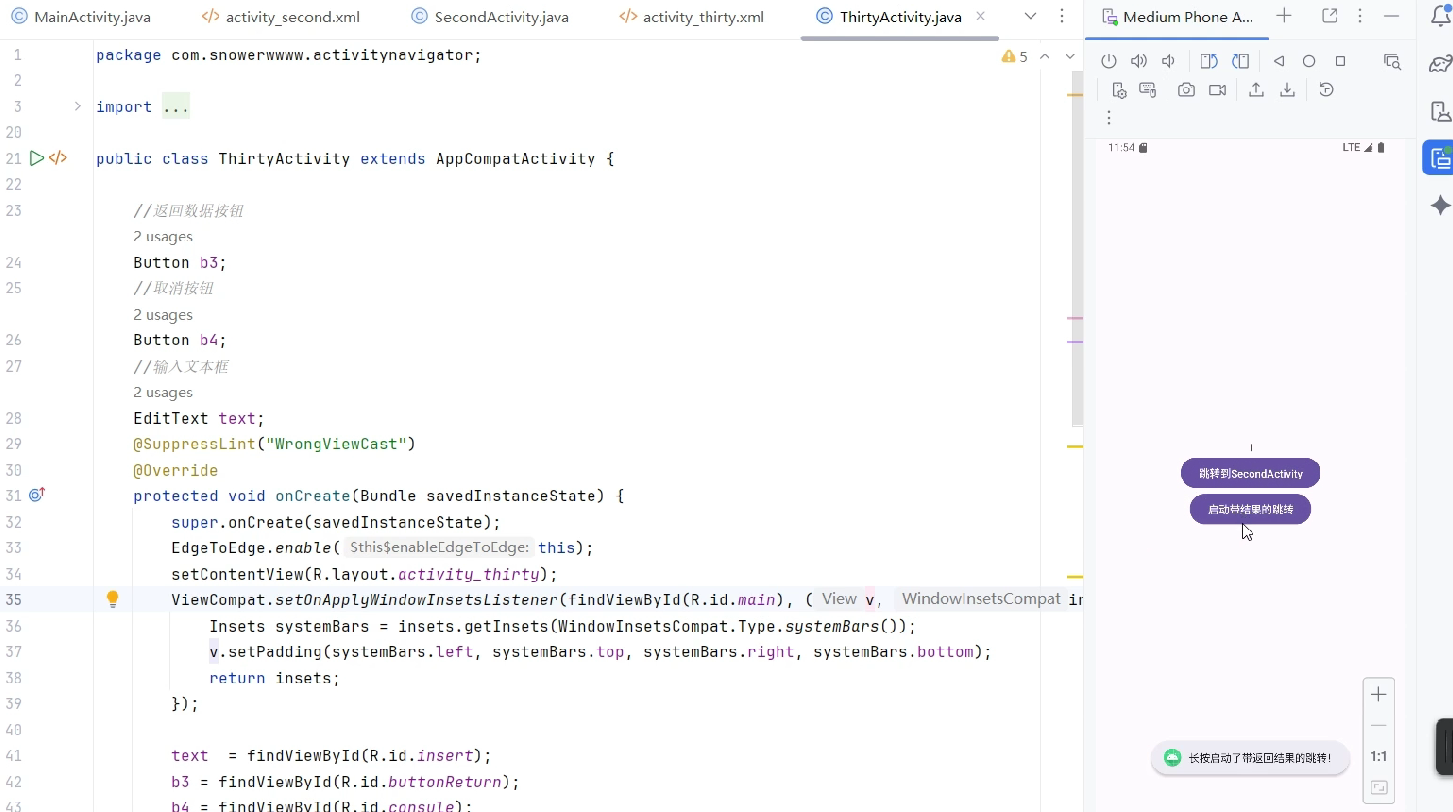 MainActivity.java
activity_second.xml
SecondActivity.java
activity_thirty.xml
ThirtyActivity.java
Medium Phone A...
1 package com.snowerwwww.activitynavigator;
5
2
3 import ...
20
21 public class ThirtyActivity extends AppCompatActivity {
22
23 //返回数据按钮
2 usages
24 Button b3;
25 //取消按钮
2 usages
26 Button b4;
27 //输入文本框
2 usages
28 EditText text;
29 @SuppressLint("WrongViewCast")
30 @Override
31 protected void onCreate(Bundle savedInstanceState) {
32 super.onCreate(savedInstanceState);
33 EdgeToEdge.enable( $this$enableEdgeToEdge: this);
34 setContentView(R.layout.activity_thirty);
35 ViewCompat.setOnApplyWindowInsetsListener(findViewById(R.id.main), ( View v, WindowInsetsCompat in
36 Insets systemBars = insets.getInsets(WindowInsetsCompat.Type.systemBars());
37 v.setPadding(systemBars.left, systemBars.top, systemBars.right, systemBars.bottom);
38 return insets;
39 });
40
41 text = findViewById(R.id.insert);
42 b3 = findViewById(R.id.buttonReturn);
43 b4 = findViewById(R.id.consule);
11:54
LTE
跳转到SecondActivity
启动带结果的跳转
1:1
长按启动了带返回结果的跳转!